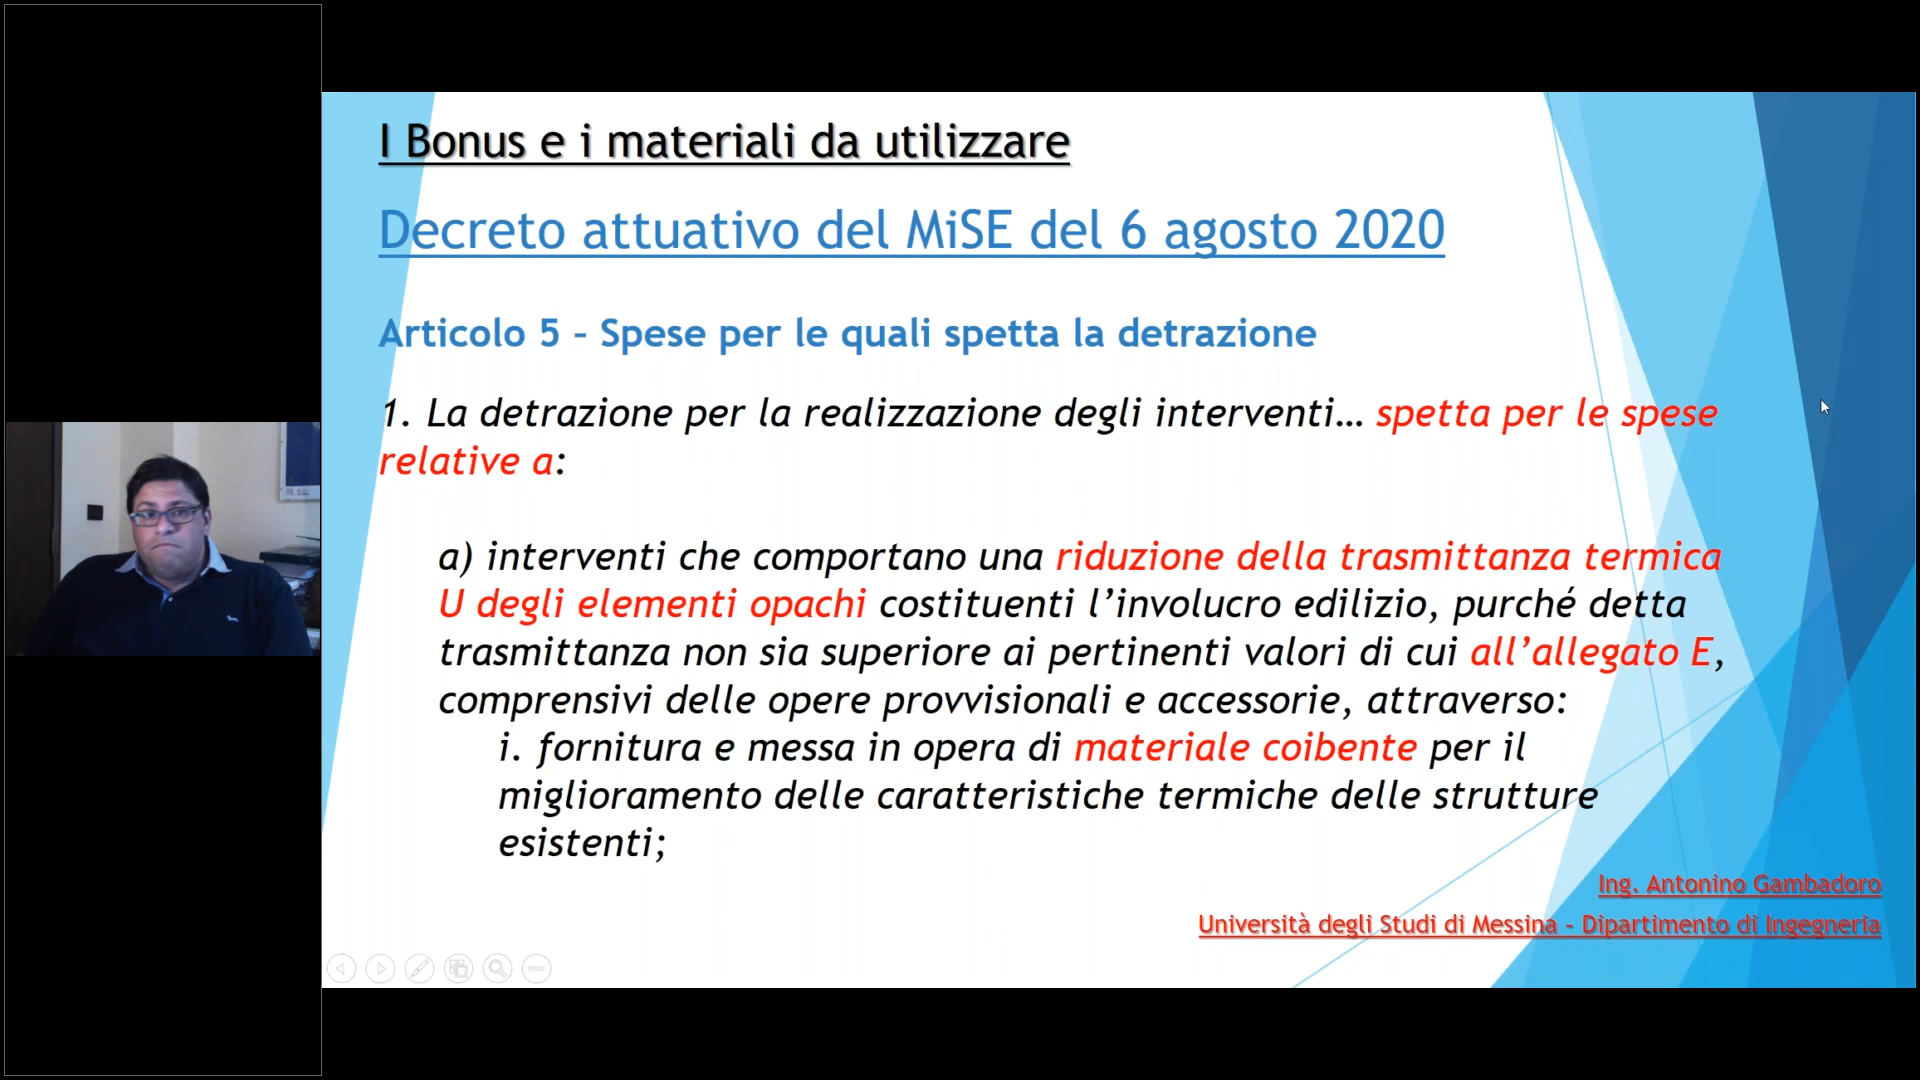 I Bonus e i materiali da utilizzare
Decreto attuativo del MiSE del 6 agosto 2020
Articolo 5 – Spese per le quali spetta la detrazione
1. La detrazione per la realizzazione degli interventi… spetta per le spese
relative a:
a) interventi che comportano una riduzione della trasmittanza termica
U degli elementi opachi costituenti l’involucro edilizio, purché detta
trasmittanza non sia superiore ai pertinenti valori di cui all’allegato E,
comprensivi delle opere provvisionali e accessorie, attraverso:
i. fornitura e messa in opera di materiale coibente per il
miglioramento delle caratteristiche termiche delle strutture
esistenti;
Ing. Antonino Gambadoro
Università degli Studi di Messina – Dipartimento di Ingegneria